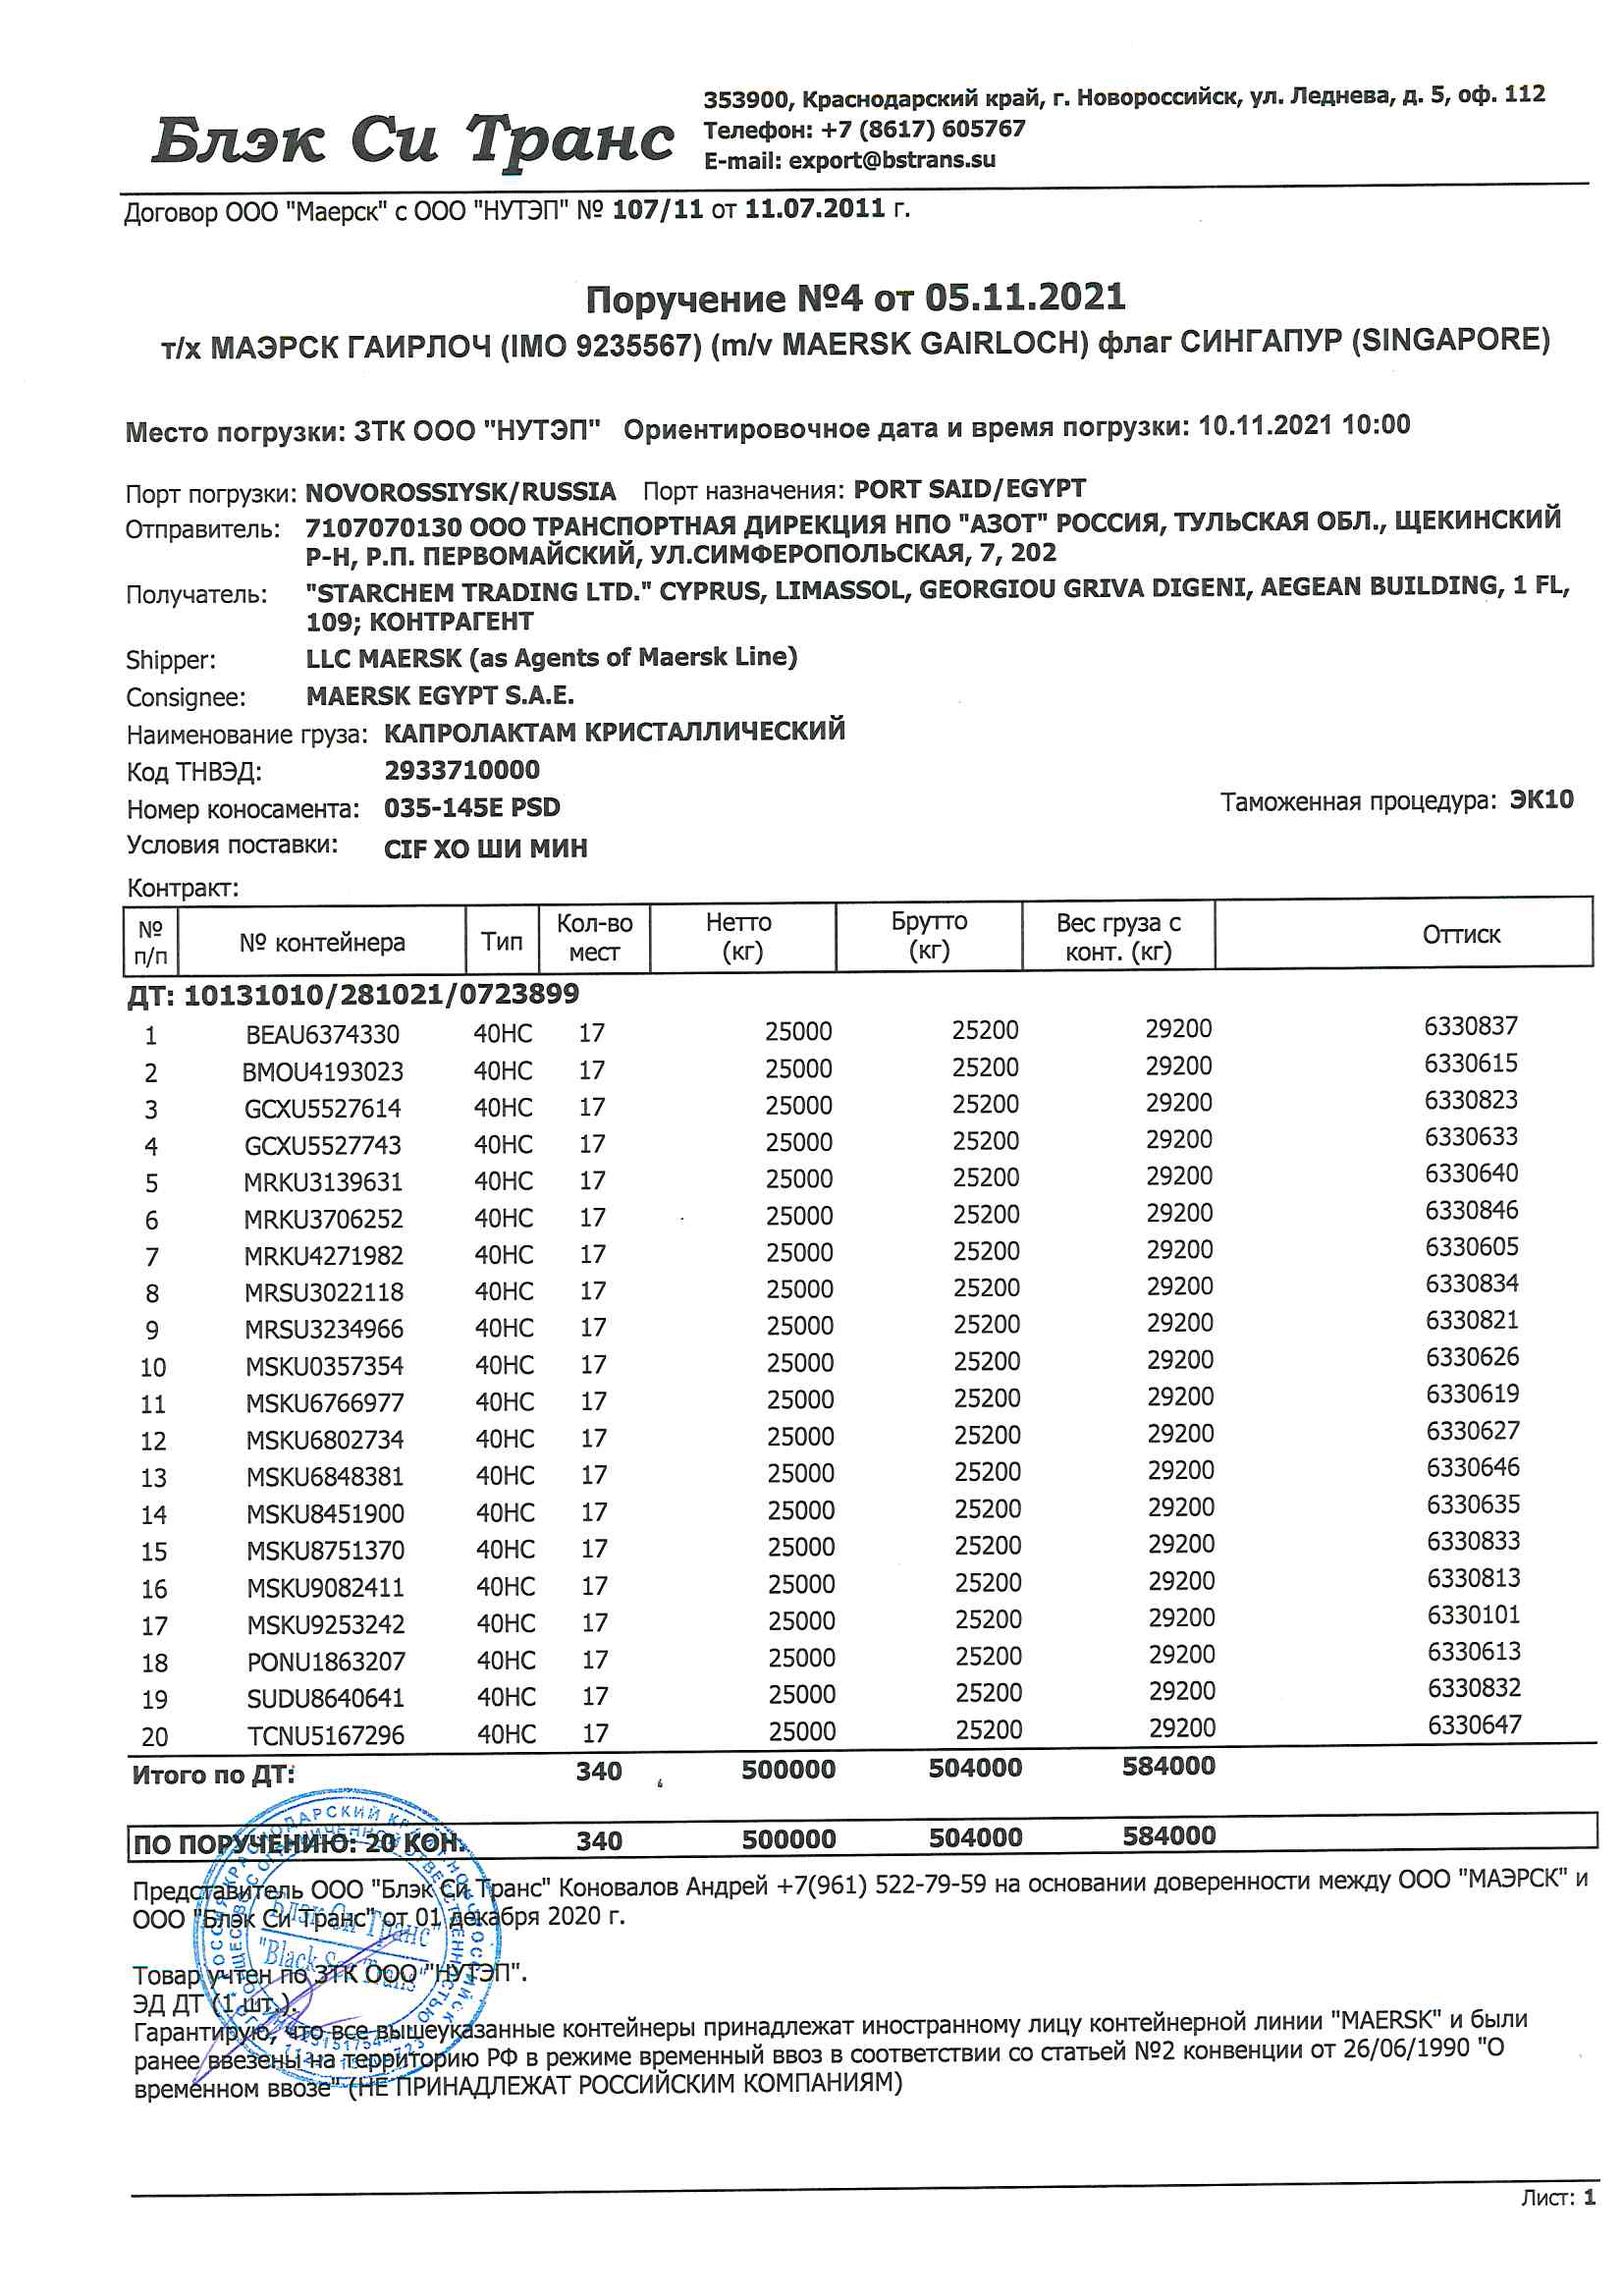 Блэк Си Транс
353900, Краснодарский край, г. Новороссийск, ул. Леднева, д. 5, оф. 112
Телефон: +7 (8617) 605767
E-mail: export@bstrans.su
Договор ООО "Маерск" с ООО "НУТЭП" № 107/11 от 11.07.2011 г.
Поручение №4 от 05.11.2021
т/х МАЭРСК ГАИРЛОЧ (IMO 9235567) (m/v MAERSK GAIRLOCH) флаг СИНГАПУР (SINGAPORE)
Место погрузки: ЗТК ООО "НУТЭП" Ориентировочное дата и время погрузки: 10.11.2021 10:00
Порт погрузки: NOVOROSSIYSK/RUSSIA Порт назначения: PORT SAID/EGYPT
Отправитель: 7107070130 ООО ТРАНСПОРТНАЯ ДИРЕКЦИЯ НПО "АЗОТ" РОССИЯ, ТУЛЬСКАЯ ОБЛ., ЩЕКИНСКИЙ
Р-Н, Р.П. ПЕРВОМАЙСКИЙ, УЛ.СИМФЕРОПОЛЬСКАЯ, 7, 202
Получатель: "STARCHEM TRADING LTD." CYPRUS, LIMASSOL, GEORGIOU GRIVA DIGENI, AEGEAN BUILDING, 1 FL,
109; КОНТРАГЕНТ
Shipper: LLC MAERSK (as Agents of Maersk Line)
Consignee: MAERSK EGYPT S.A.E.
Наименование груза: КАПРОЛАКТАМ КРИСТАЛЛИЧЕСКИЙ
Код ТНВЭД: 2933710000
Номер коносамента: 035-145E PSD Таможенная процедура: ЭК10
Условия поставки: CIF ХО ШИ МИН
Контракт:
№ п/п № контейнера Тип Кол-во мест Нетто (кг) Брутто (кг) Вес груза с конт. (кг) Оттиск
ДТ: 10131010/281021/0723899
1 BEAU6374330 40HC 17 25000 25200 29200 6330837
2 BMOU4193023 40HC 17 25000 25200 29200 6330615
3 GCXU5527614 40HC 17 25000 25200 29200 6330823
4 GCXU5527743 40HC 17 25000 25200 29200 6330633
5 MRKU3139631 40HC 17 25000 25200 29200 6330640
6 MRKU3706252 40HC 17 25000 25200 29200 6330846
7 MRKU4271982 40HC 17 25000 25200 29200 6330605
8 MRSU3022118 40HC 17 25000 25200 29200 6330834
9 MRSU3234966 40HC 17 25000 25200 29200 6330821
10 MSKU0357354 40HC 17 25000 25200 29200 6330626
11 MSKU6766977 40HC 17 25000 25200 29200 6330619
12 MSKU6802734 40HC 17 25000 25200 29200 6330627
13 MSKU6848381 40HC 17 25000 25200 29200 6330646
14 MSKU8451900 40HC 17 25000 25200 29200 6330635
15 MSKU8751370 40HC 17 25000 25200 29200 6330833
16 MSKU9082411 40HC 17 25000 25200 29200 6330813
17 MSKU9253242 40HC 17 25000 25200 29200 6330101
18 PONU1863207 40HC 17 25000 25200 29200 6330613
19 SUDU8640641 40HC 17 25000 25200 29200 6330832
20 TCNU5167296 40HC 17 25000 25200 29200 6330647
Итого по ДТ: 340 500000 504000 584000
ПО ПОРУЧЕНИЮ: 20 КОН. 340 500000 504000 584000
Представитель ООО "Блэк Си Транс" Коновалов Андрей +7(961) 522-79-59 на основании доверенности между ООО "МАЭРСК" и
ООО "Блэк Си Транс" от 01 декабря 2020 г.
"Блэк Си Транс"
"Black Sea Trans"
Товар учтен по ЗТК ООО "НУТЭП".
ЭД ДТ (1 шт.).
Гарантирую, что все вышеуказанные контейнеры принадлежат иностранному лицу контейнерной линии "MAERSK" и были
ранее ввезены на территорию РФ в режиме временный ввоз в соответствии со статьей №2 конвенции от 26/06/1990 "О
временном ввозе" (НЕ ПРИНАДЛЕЖАТ РОССИЙСКИМ КОМПАНИЯМ)
Лист: 1